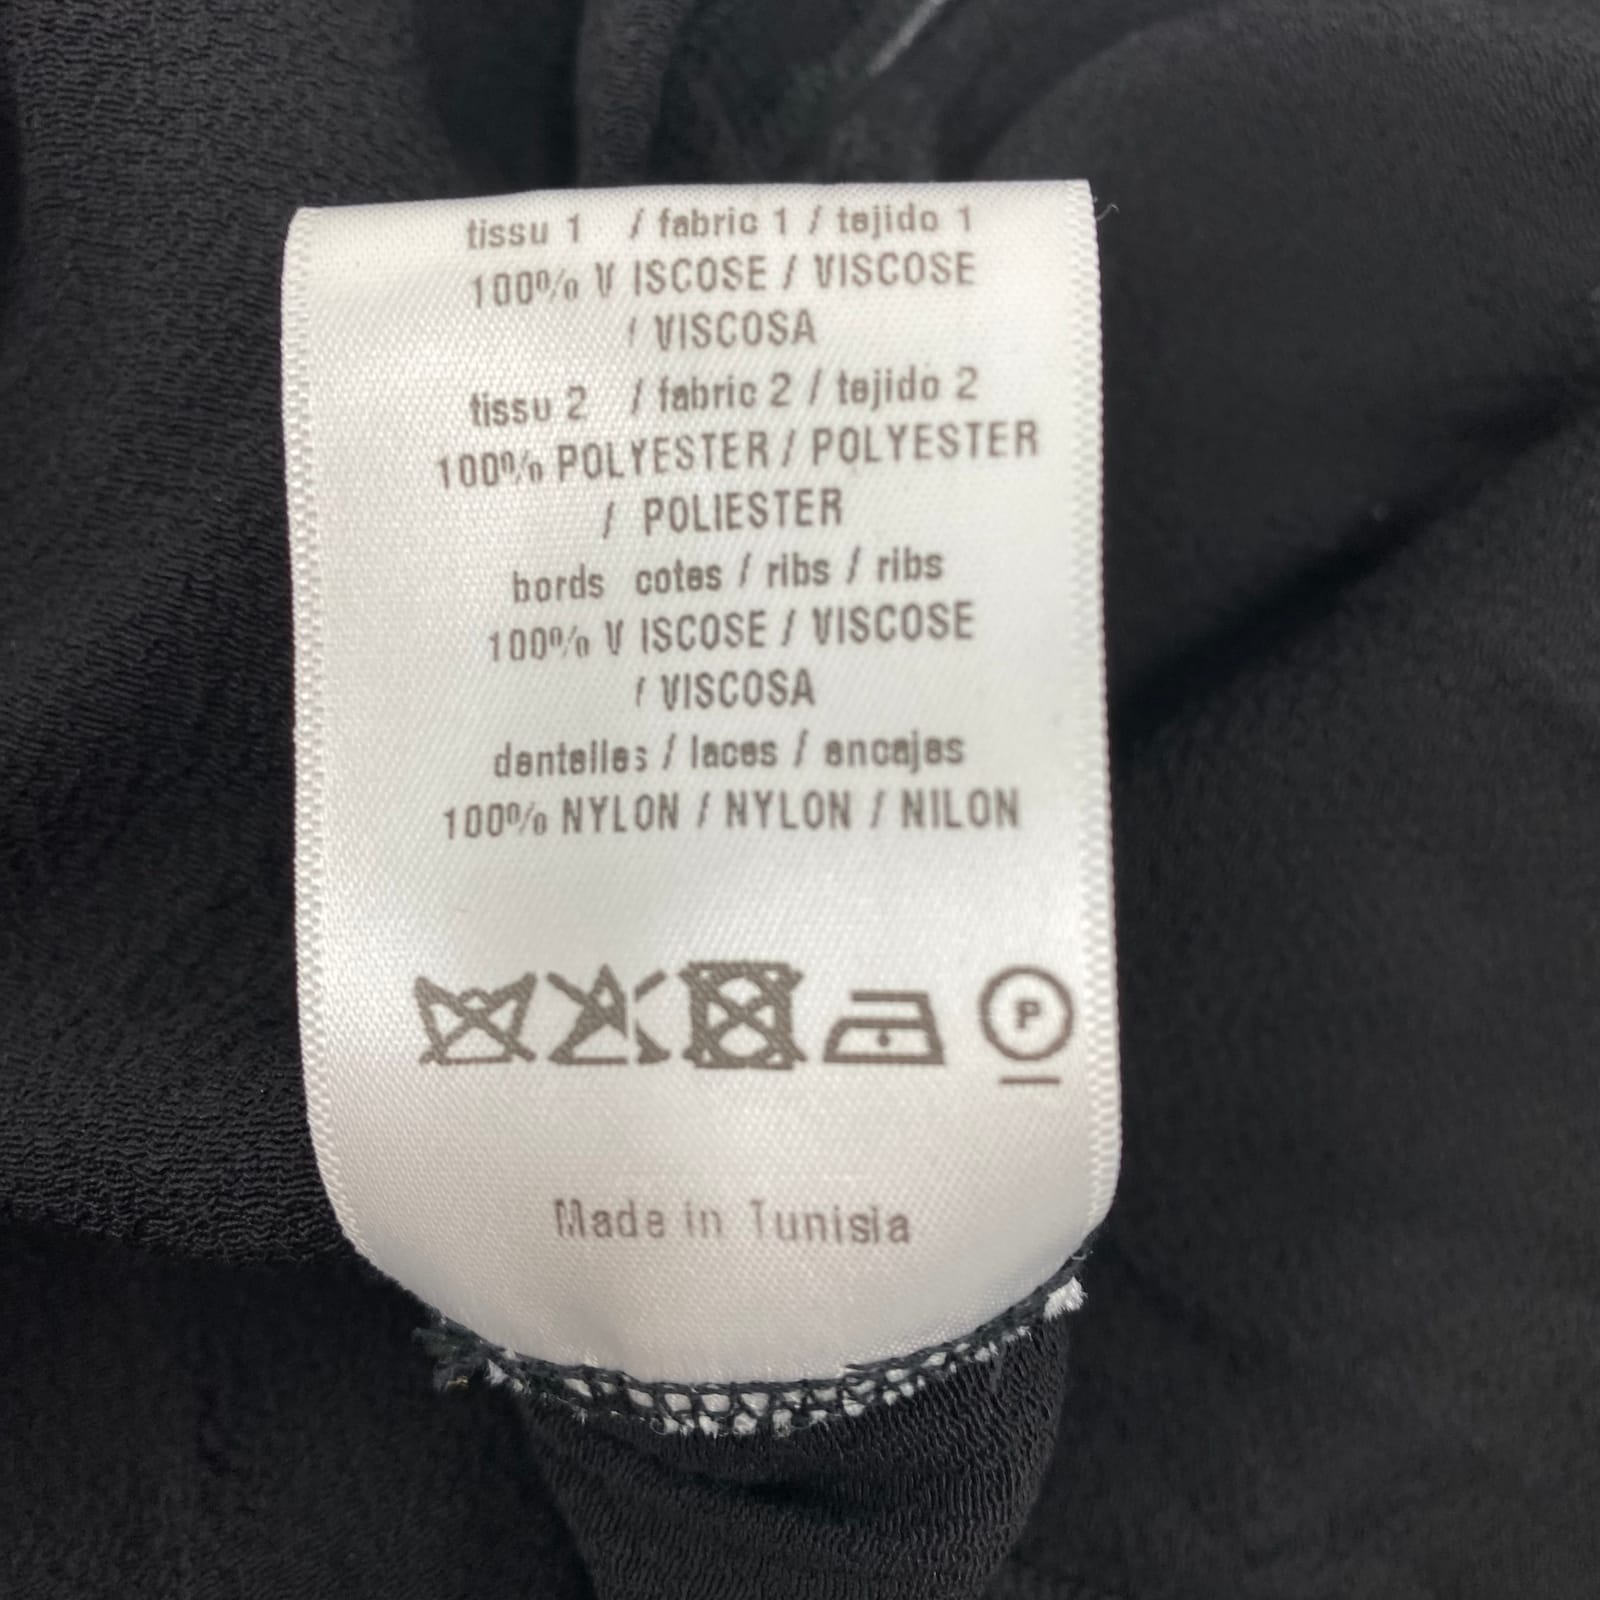 tissu 1 / fabric 1 / tejido 1
100% V ISCOSE / VISCOSE
/ VISCOSA
tissu 2 / fabric 2 / tejido 2
100% POLYESTER / POLYESTER
/ POLIESTER
bords cotes / ribs / ribs
100% V ISCOSE / VISCOSE
/ VISCOSA
dentelles / laces / encajes
100% NYLON / NYLON / NILON
P
Made in Tunisia